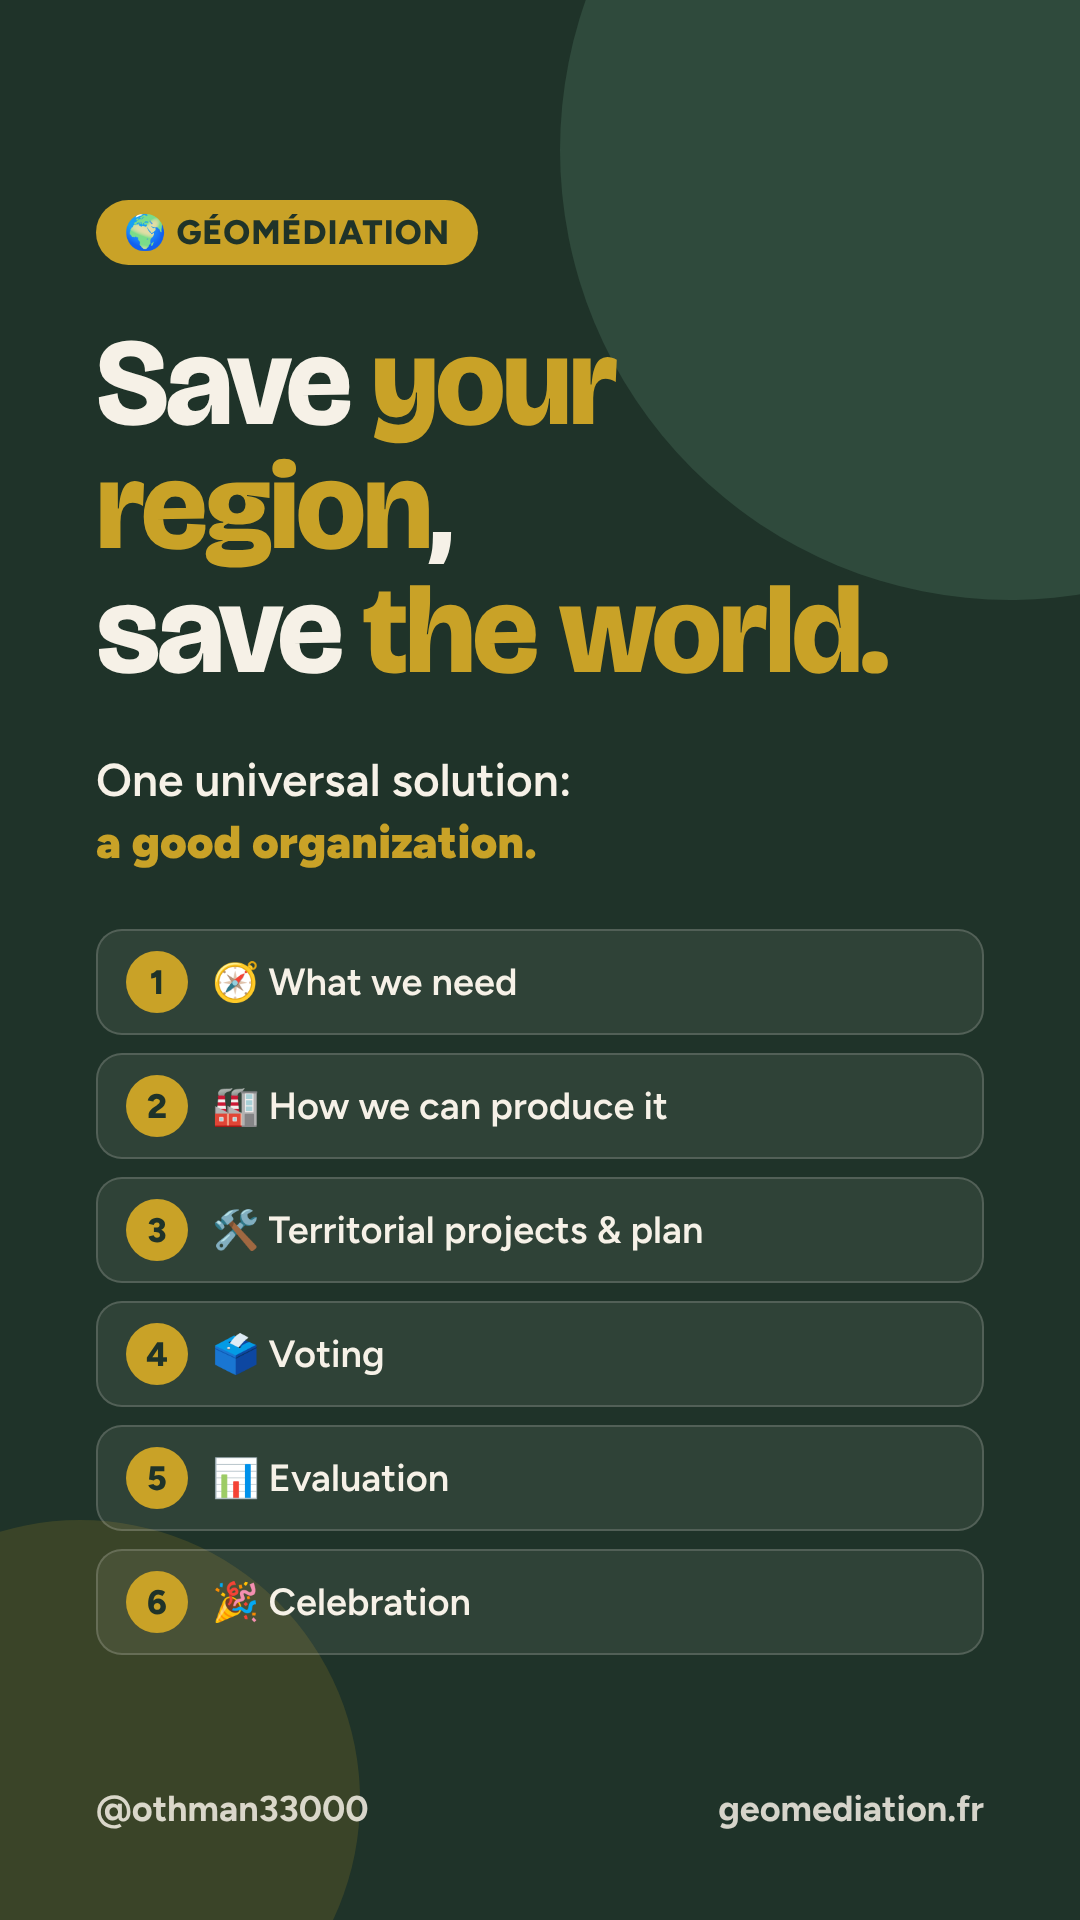 GÉOMÉDIATION
Save your
region,
save the world.
One universal solution:
a good organization.
1 What we need
2 How we can produce it
3 Territorial projects & plan
4 Voting
5 Evaluation
6 Celebration
@othman33000
geomediation.fr